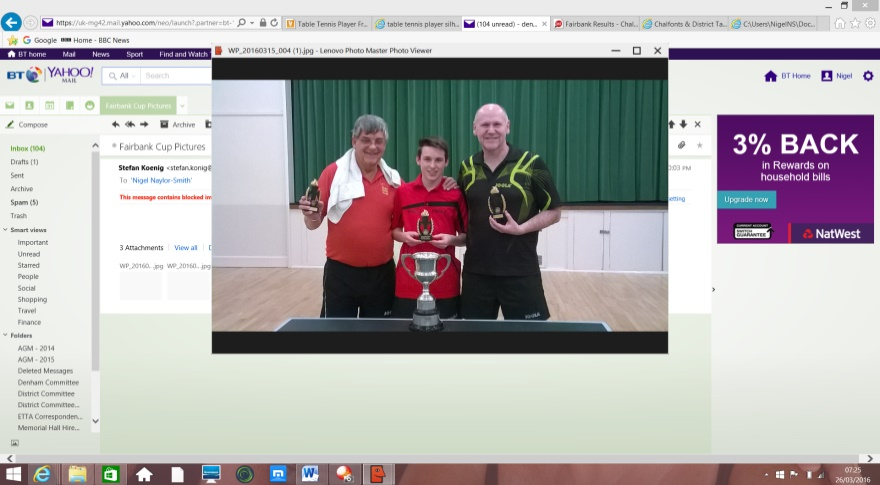 https://uk-mg42.mail.yahoo.com/neo/launch?.partner=bt-
Table Tennis Player Fr...
table tennis player silh...
(104 unread) - den...
Fairbank Results - Chal...
Chalfonts & District Ta...
C:\Users\NigelNS\Doc...
Google
Home - BBC News
BT home Mail News Sport Find and Watch
WP_20160315_004 (1).jpg - Lenovo Photo Master Photo Viewer
BT YAHOO!
MAIL
All Search
BT Home Nigel
Fairbank Cup Pictures
Compose
Archive
Inbox (104)
Drafts (1)
Sent
Archive
Spam (5)
Trash
Smart views
Important
Unread
Starred
People
Social
Shopping
Travel
Finance
Folders
AGM - 2014
AGM - 2015
Deleted Messages
Denham Committee
District Committee
District Committee...
ETTA Corresponden...
Memorial Hall Hire...
Fairbank Cup Pictures
Stefan Koenig <stefan.konig@
To 'Nigel Naylor-Smith'
This message contains blocked im
3 Attachments View all
WP_20160...jpg WP_20160...jpg
3% BACK
in Rewards on
household bills
Upgrade now
CURRENT ACCOUNT
SWITCH
GUARANTEE
NatWest
07:25
26/03/2016